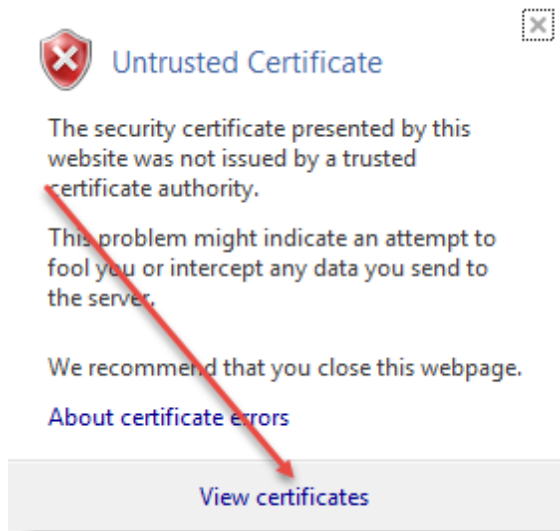 Untrusted Certificate
The security certificate presented by this
website was not issued by a trusted
certificate authority.
This problem might indicate an attempt to
fool you or intercept any data you send to
the server.
We recommend that you close this webpage.
About certificate errors
View certificates